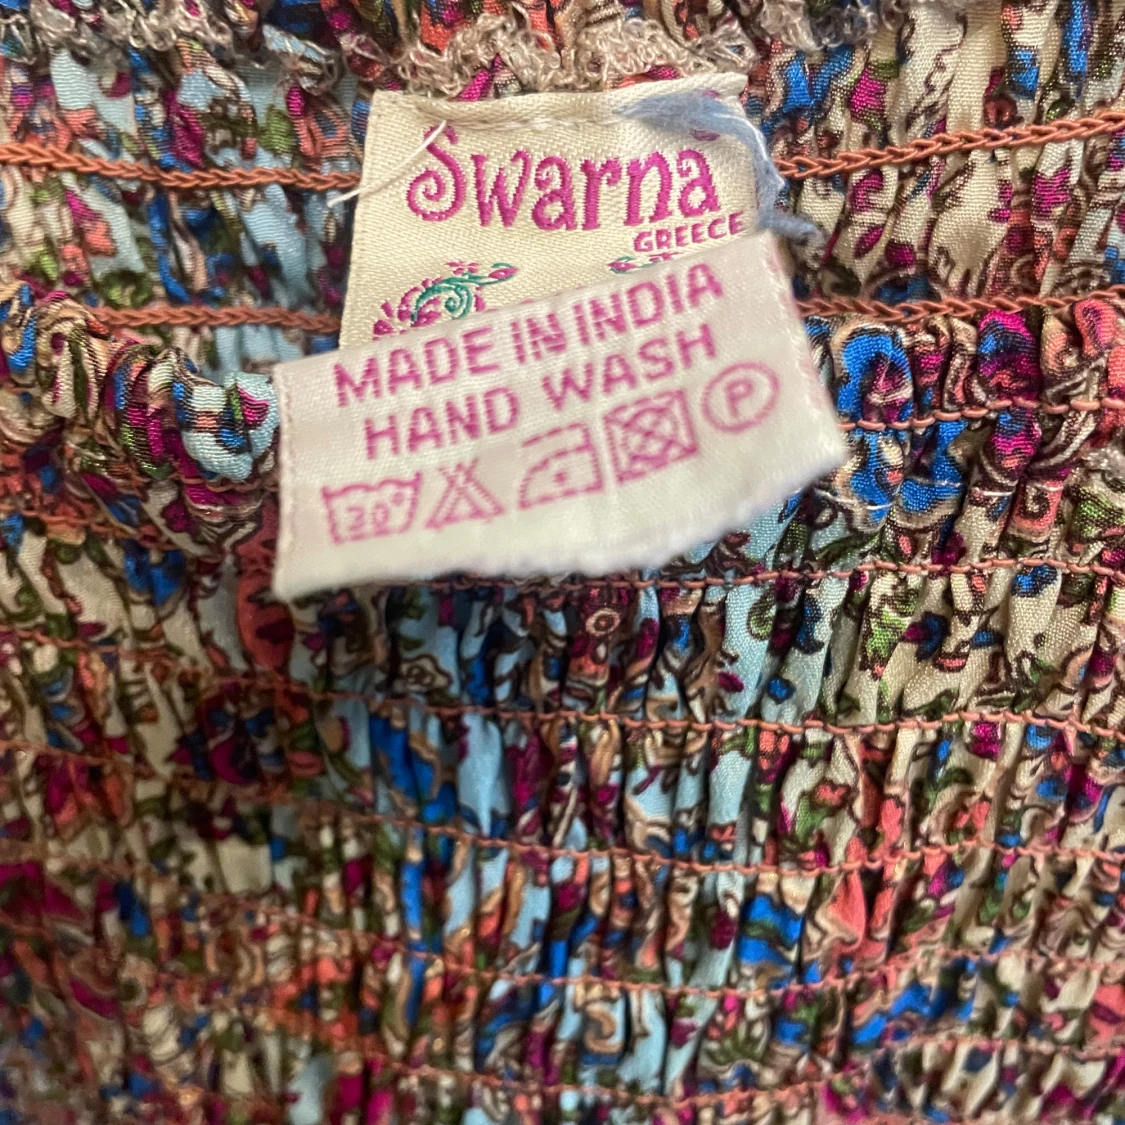 Swarna
GREECE
MADE IN INDIA
HAND WASH
30°
P